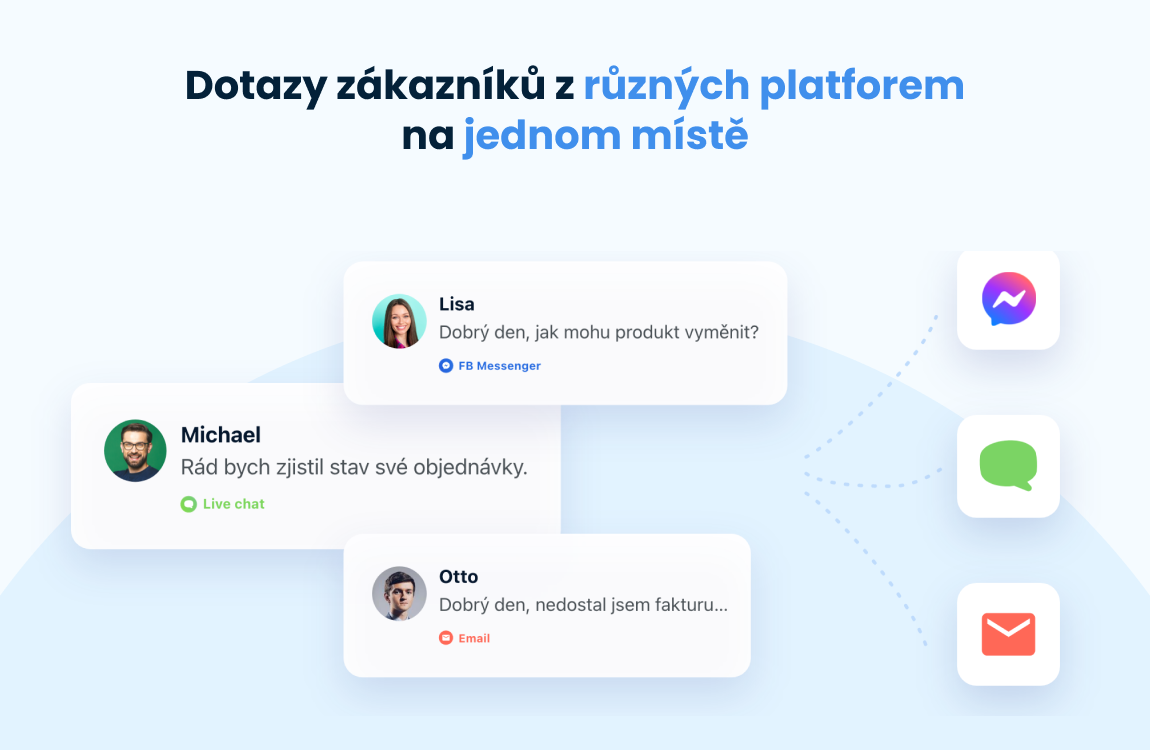 Dotazy zákazníků z různých platforem
na jednom místě
Lisa
Dobrý den, jak mohu produkt vyměnit?
FB Messenger
Michael
Rád bych zjistil stav své objednávky.
Live chat
Otto
Dobrý den, nedostal jsem fakturu...
Email